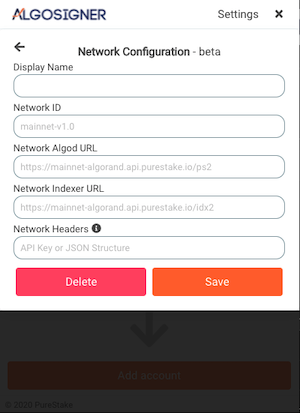 ALGOSIGNER
Settings
Network Configuration - beta
Display Name
Network ID
mainnet-v1.0
Network Algod URL
https://mainnet-algorand.api.purestake.io/ps2
Network Indexer URL
https://mainnet-algorand.api.purestake.io/idx2
Network Headers
API Key or JSON Structure
Delete
Save
Add account
© 2020 PureStake